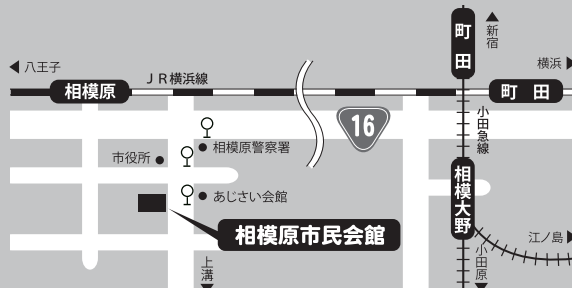 八王子
相模原
JR横浜線
町田
新宿
横浜
町田
16
小田急線
市役所
相模原警察署
あじさい会館
相模原市民会館
上溝
相模大野
江ノ島
小田原